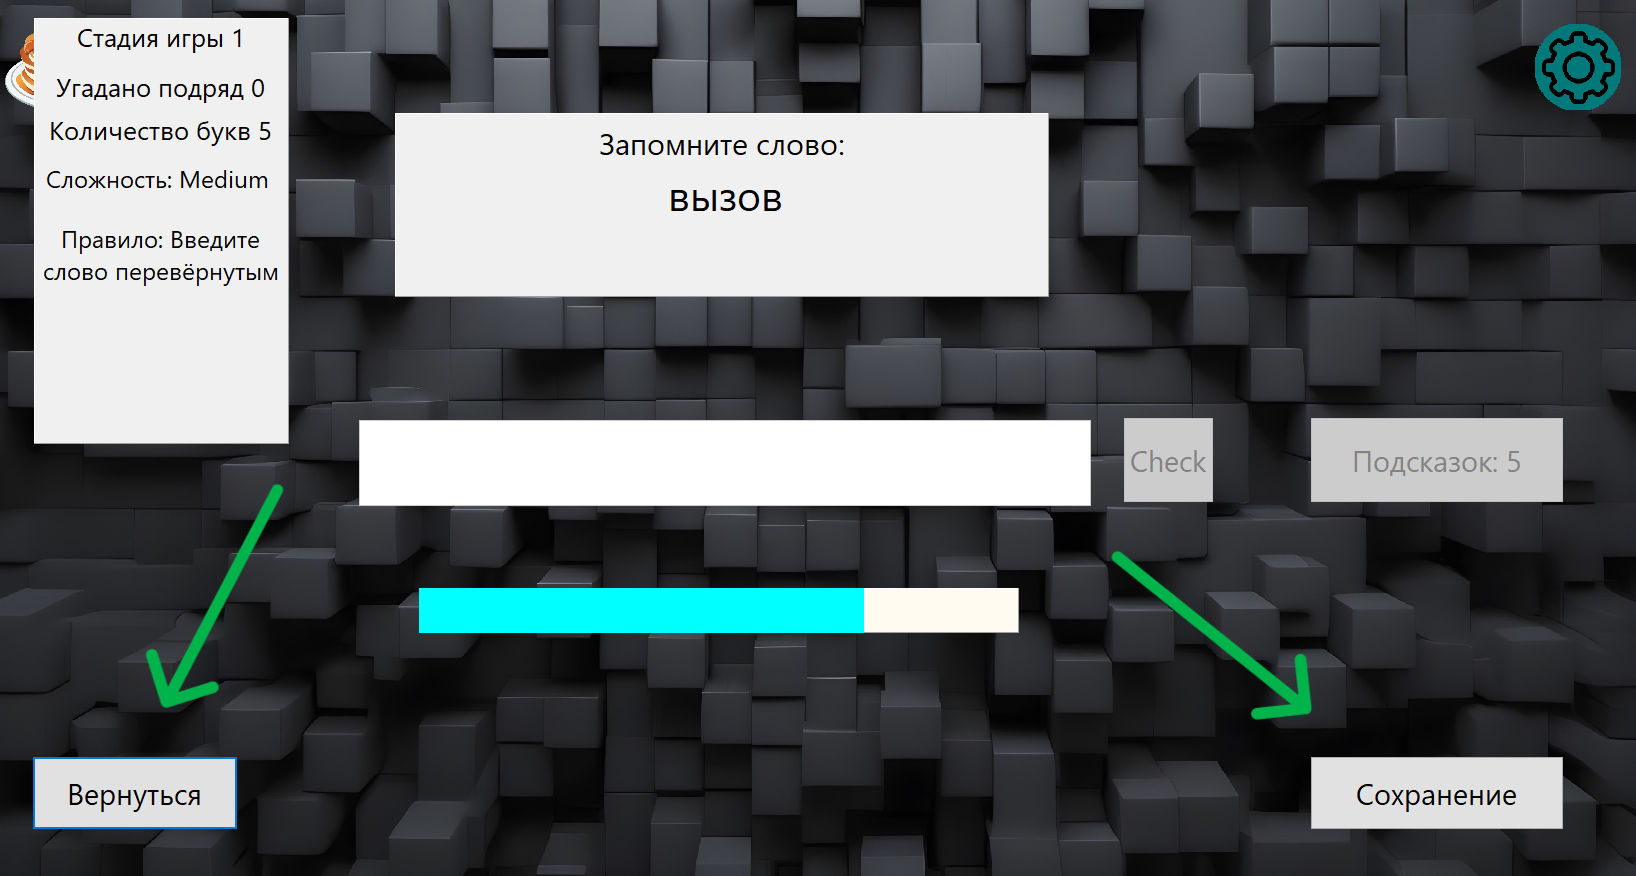 Стадия игры 1
Угадано подряд 0
Количество букв 5
Сложность: Medium
Правило: Введите
слово перевёрнутым
Запомните слово:
вызов
Check
Подсказок: 5
Вернуться
Сохранение